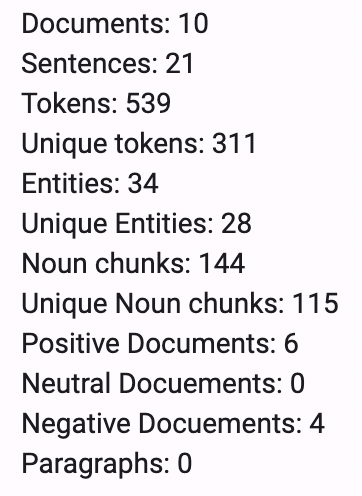 Documents: 10
Sentences: 21
Tokens: 539
Unique tokens: 311
Entities: 34
Unique Entities: 28
Noun chunks: 144
Unique Noun chunks: 115
Positive Documents: 6
Neutral Docuements: 0
Negative Docuements: 4
Paragraphs: 0